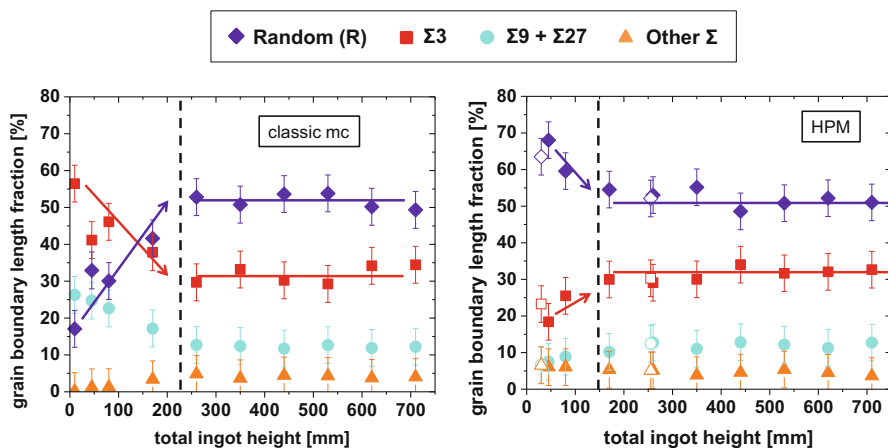 Random (R) Σ3 Σ9 + Σ27 Other Σ
grain boundary length fraction [%]
80
70
60
50
40
30
20
10
0
classic mc
0 100 200 300 400 500 600 700
total ingot height [mm]
grain boundary length fraction [%]
80
70
60
50
40
30
20
10
0
HPM
0 100 200 300 400 500 600 700
total ingot height [mm]